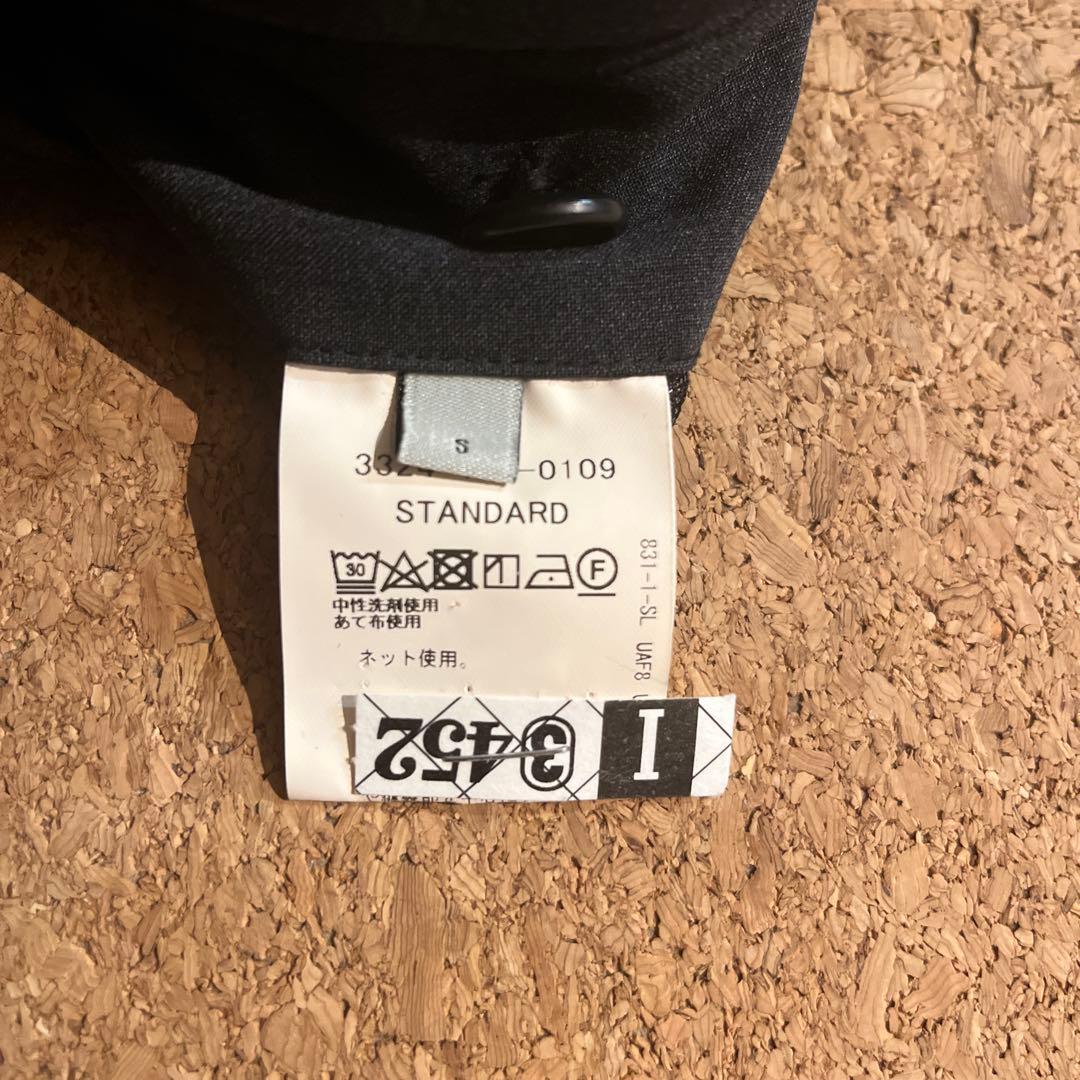 S
3324 -0109
STANDARD
30 F
中性洗剤使用
あて布使用
ネット使用。
831-1-SL UAF8
3452 I